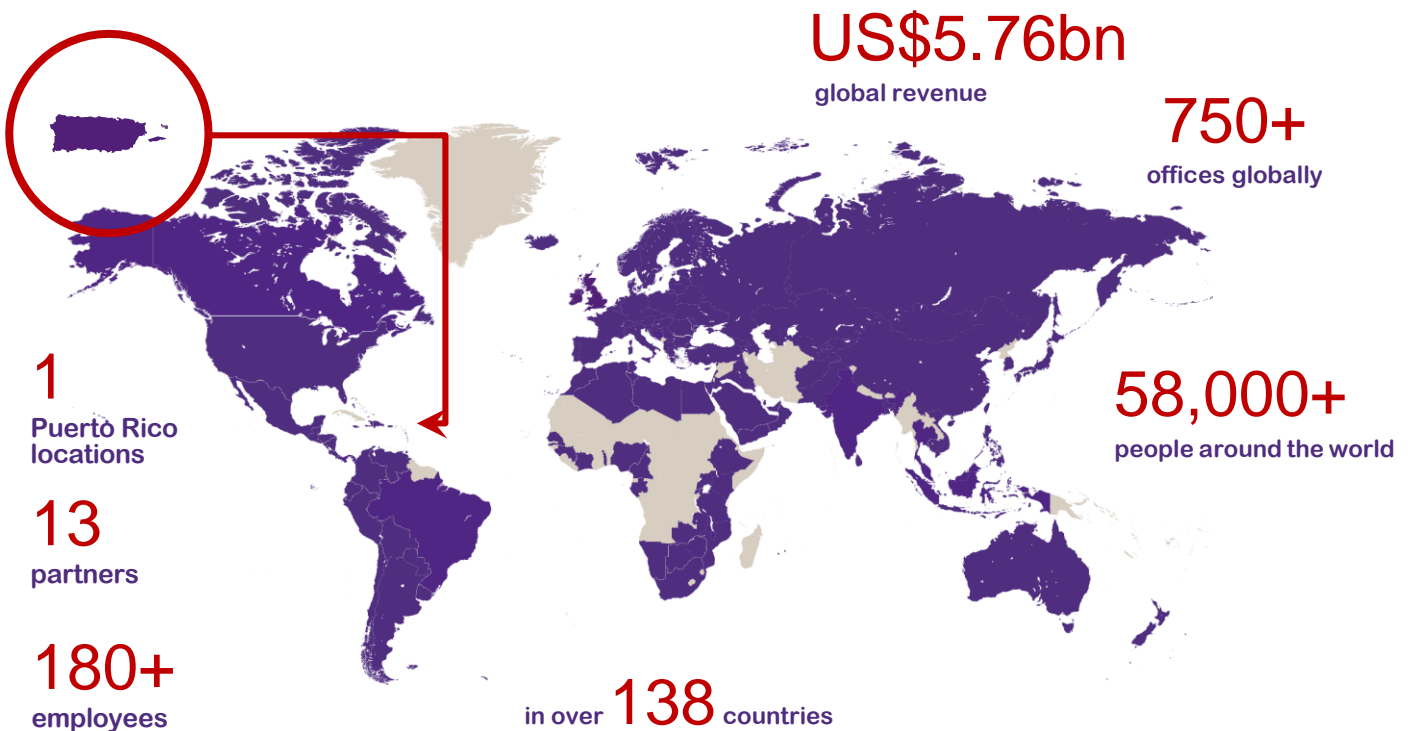 US$5.76bn
global revenue
750+
offices globally
1
Puerto Rico
locations
58,000+
people around the world
13
partners
180+
employees
in over 138 countries